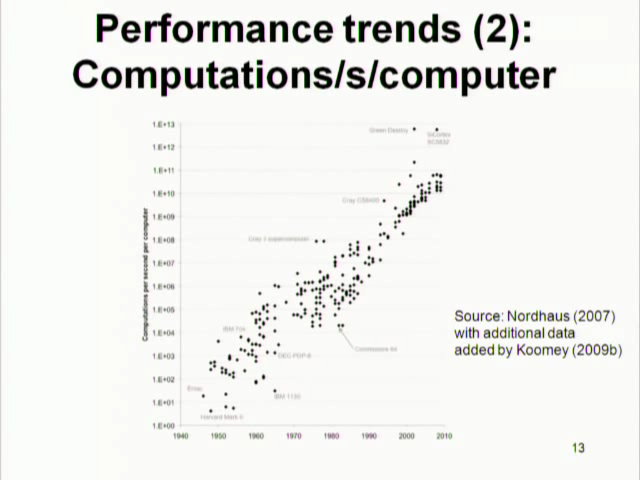 Performance trends (2):
Computations/s/computer
1.E+13
1.E+12
1.E+11
1.E+10
1.E+09
1.E+08
1.E+07
1.E+06
1.E+05
1.E+04
1.E+03
1.E+02
1.E+01
1.E+00
Computations per second per computer
Green Destiny
SiCortex
SC5832
Cray 1 supercomputer
IBM 704
DEC PDP-8
Commodore 64
Eniac
IBM 1130
Harvard Mark II
1940 1950 1960 1970 1980 1990 2000 2010
Source: Nordhaus (2007)
with additional data
added by Koomey (2009b)
13